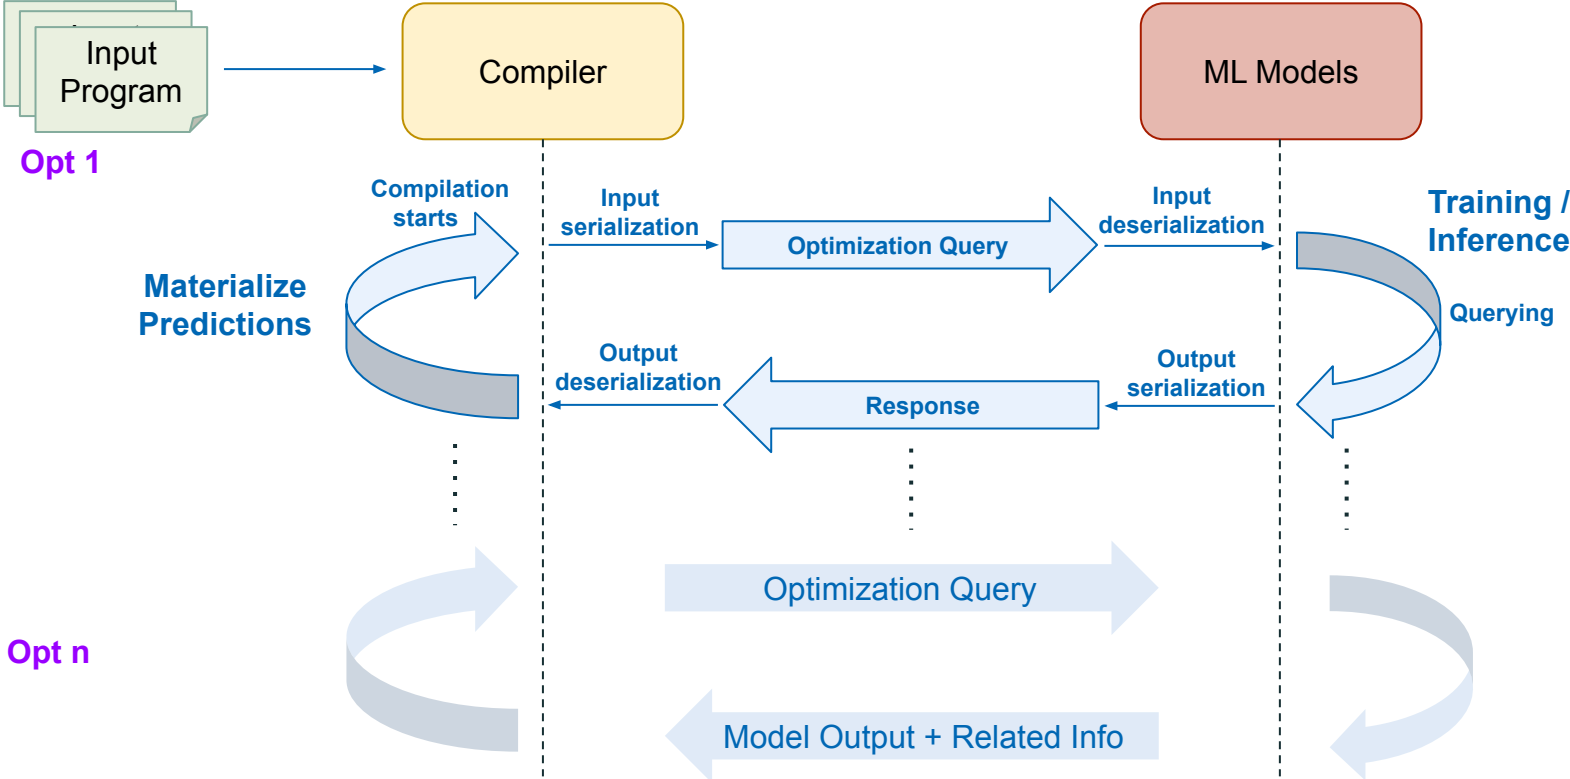 Input
Program
Compiler
ML Models
Opt 1
Compilation
starts
Input
serialization
Optimization Query
Input
deserialization
Training /
Inference
Materialize
Predictions
Querying
Output
deserialization
Response
Output
serialization
Optimization Query
Opt n
Model Output + Related Info